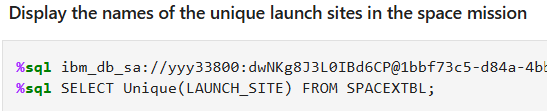 Display the names of the unique launch sites in the space mission
%sql ibm_db_sa://yyy33800:dwNKg8J3L0IBd6CP@1bbf73c5-d84a-4bb
%sql SELECT Unique(LAUNCH_SITE) FROM SPACEXTBL;